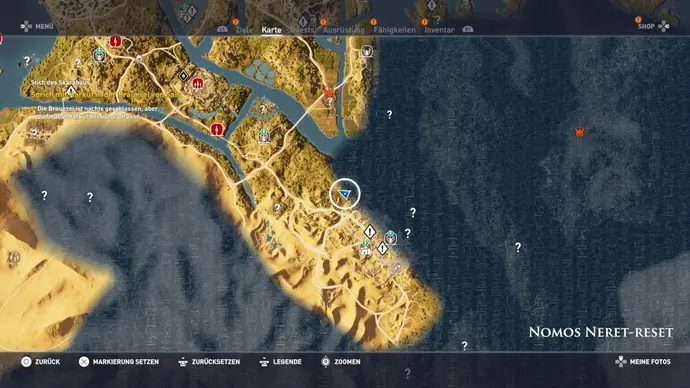 MENÜ
Ziele
Karte
Quests
Ausrüstung
Fähigkeiten
Inventar
SHOP
Stich des Skarabäus
Die Brauerei ist nachts geschlossen, aber
NOMOS NERET-RESET
ZURÜCK
MARKIERUNG SETZEN
ZURÜCKSETZEN
LEGENDE
ZOOMEN
MEINE FOTOS